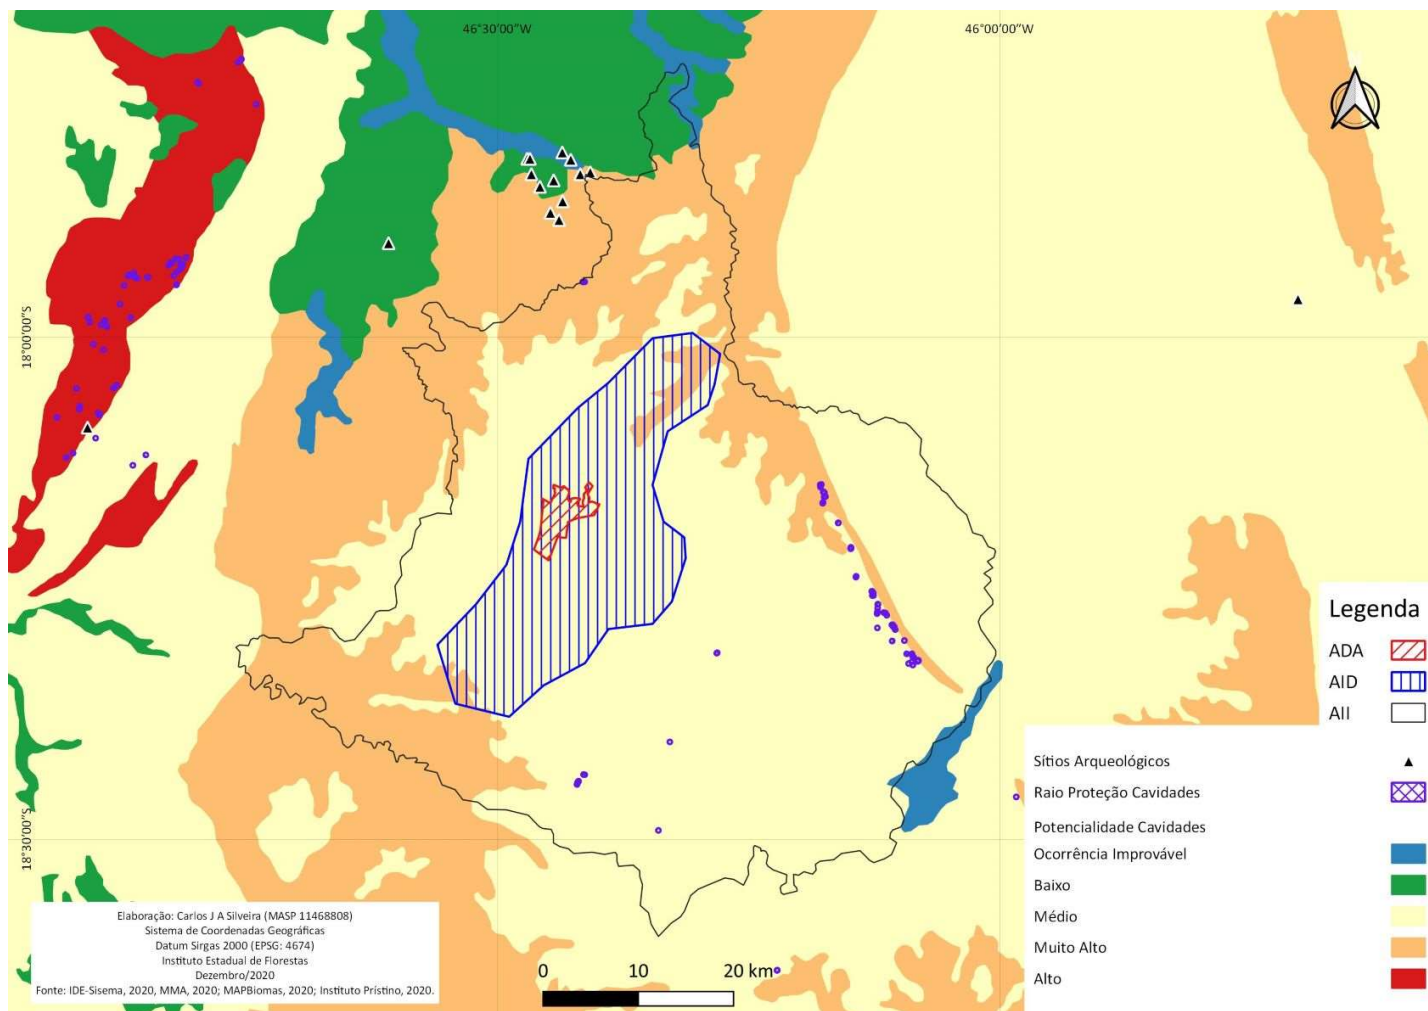 46°30'00"W
46°00'00"W
18°00'00"S
18°30'00"S
Legenda
ADA
AID
AII
Sítios Arqueológicos
Raio Proteção Cavidades
Potencialidade Cavidades
Ocorrência Improvável
Baixo
Médio
Muito Alto
Alto
Elaboração: Carlos J A Silveira (MASP 11468808)
Sistema de Coordenadas Geográficas
Datum Sirgas 2000 (EPSG: 4674)
Instituto Estadual de Florestas
Dezembro/2020
Fonte: IDE-Sisema, 2020, MMA, 2020; MAPBiomas, 2020; Instituto Prístino, 2020.
0 10 20 km